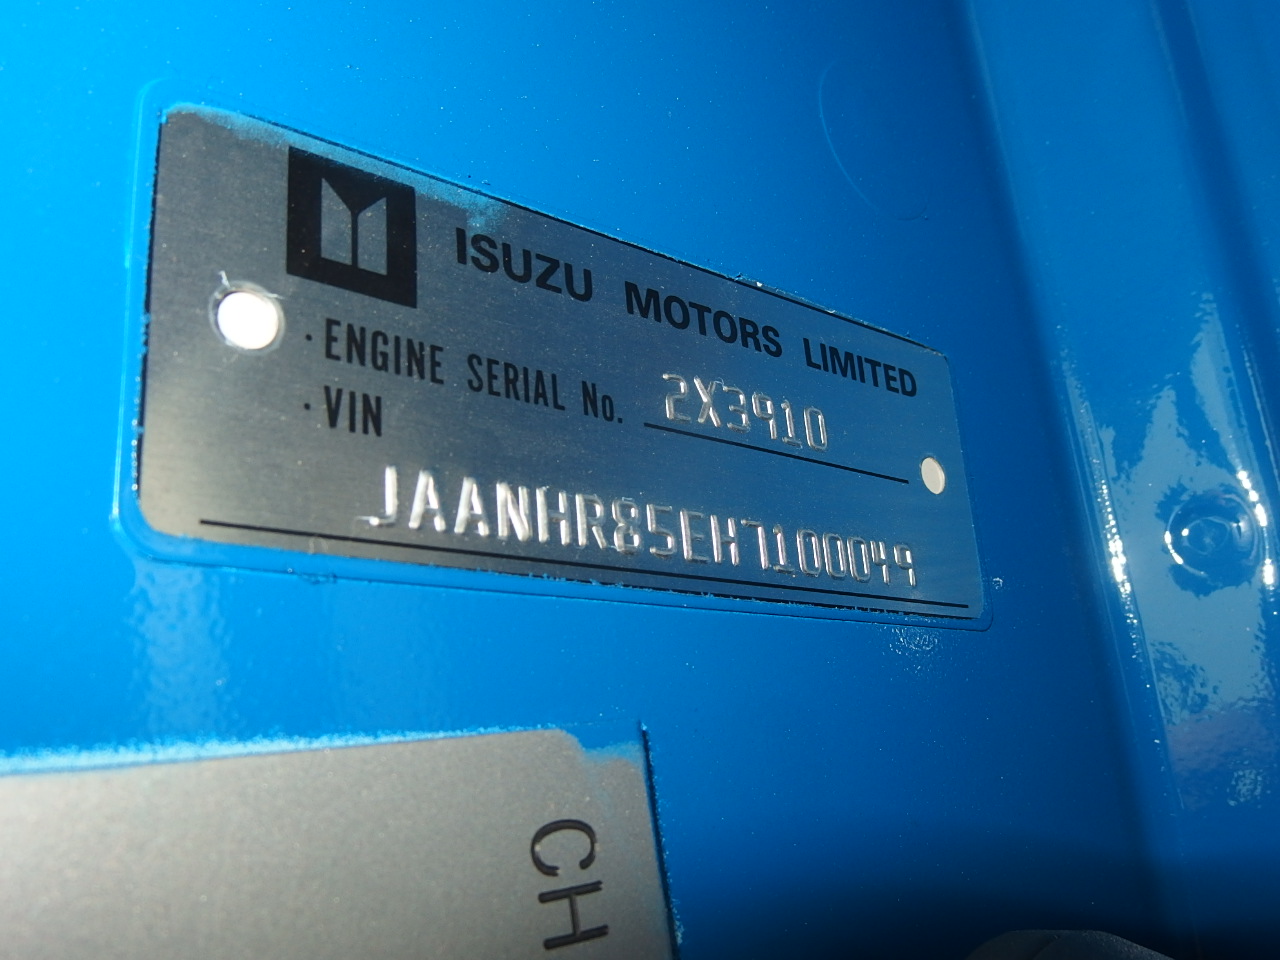 ISUZU MOTORS LIMITED
· ENGINE SERIAL No. 2X3910
· VIN
JAANHR85EH7100049
CH